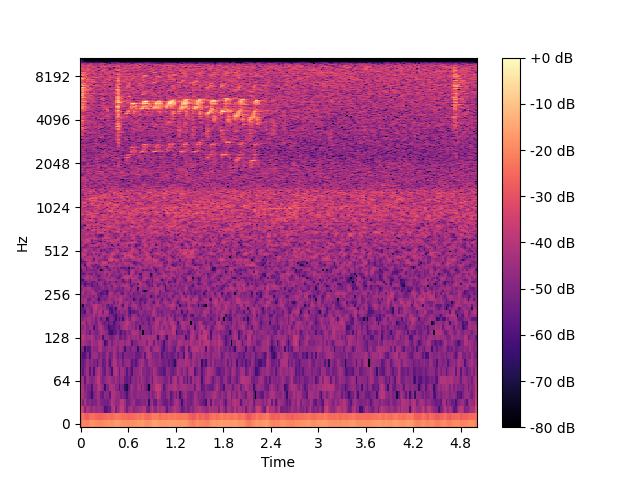 8192
4096
2048
1024
512
256
128
64
0
Hz
0 0.6 1.2 1.8 2.4 3 3.6 4.2 4.8
Time
+0 dB
-10 dB
-20 dB
-30 dB
-40 dB
-50 dB
-60 dB
-70 dB
-80 dB